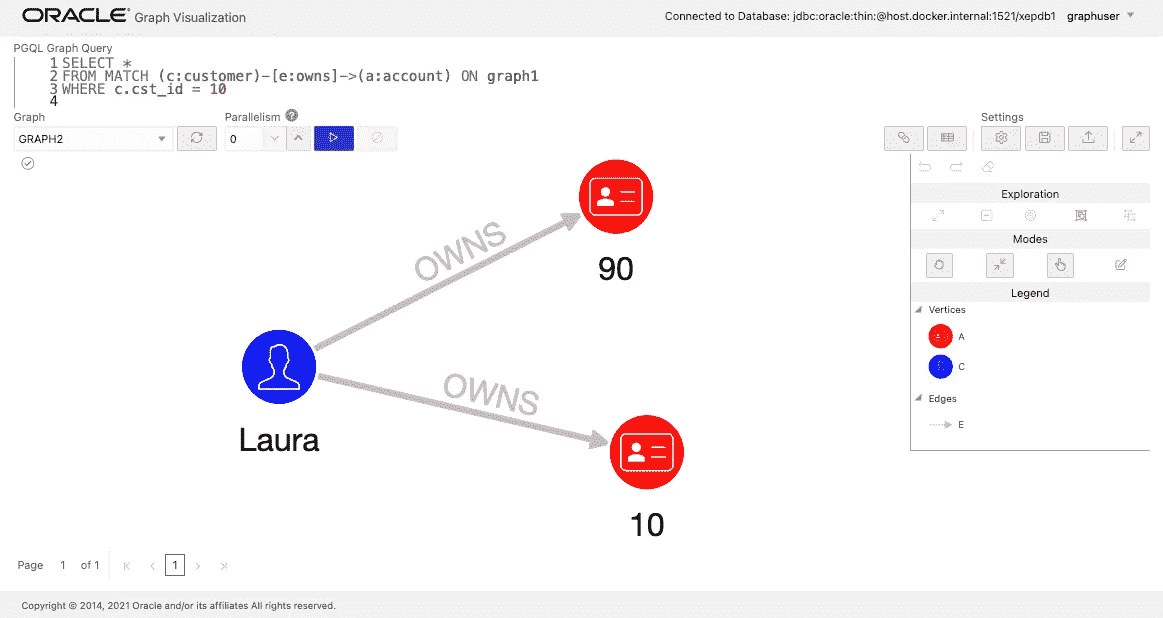 ORACLE® Graph Visualization
Connected to Database: jdbc:oracle:thin:@host.docker.internal:1521/xepdb1 graphuser
PGQL Graph Query
1 SELECT *
2 FROM MATCH (c:customer)-[e:owns]->(a:account) ON graph1
3 WHERE c.cst_id = 10
4
Graph
Parallelism ?
Settings
GRAPH2
0
Exploration
Modes
Legend
Vertices
A
C
Edges
E
OWNS
90
Laura
OWNS
10
Page 1 of 1 1
Copyright © 2014, 2021 Oracle and/or its affiliates All rights reserved.